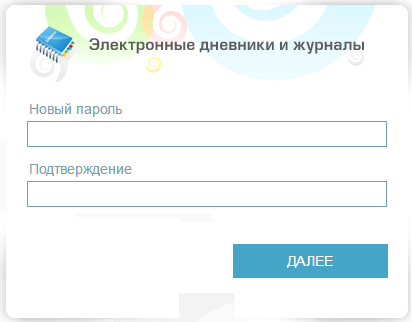 Электронные дневники и журналы
Новый пароль
Подтверждение
ДАЛЕЕ